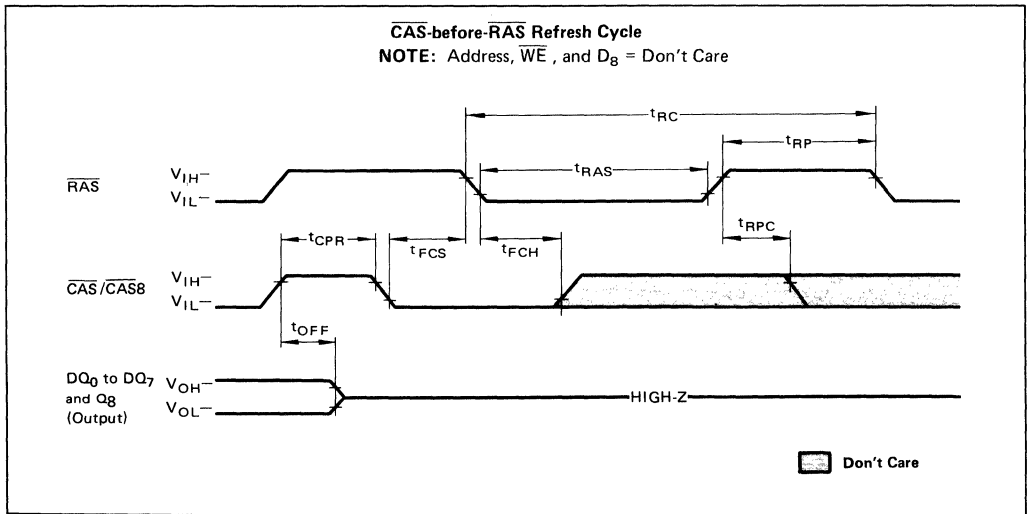 CAS-before-RAS Refresh Cycle
NOTE: Address, WE , and D8 = Don't Care
tRC
tRP
tRAS
RAS
VIH
VIL
tCPR
tFCS
tFCH
tRPC
CAS/CAS8
VIH
VIL
tOFF
DQ0 to DQ7
and Q8
(Output)
VOH
VOL
HIGH-Z
Don't Care